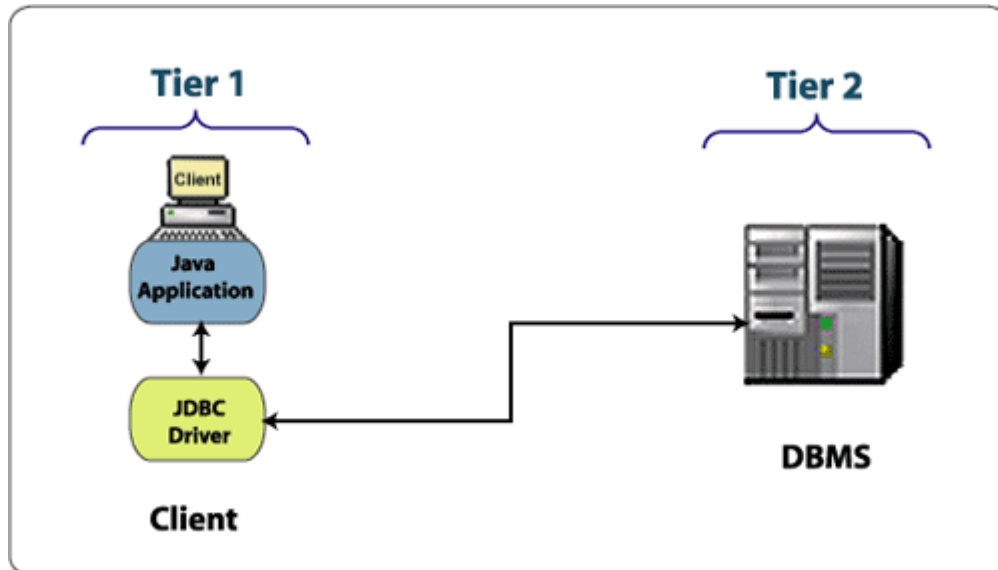 Tier 1
Tier 2
Client
Java
Application
JDBC
Driver
Client
DBMS